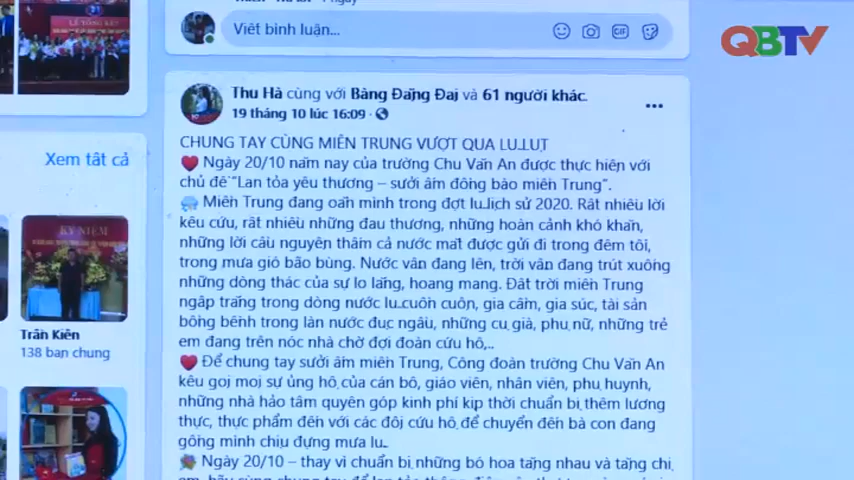 Viết bình luận...
GIF
QBTV
LỄ TỔNG KẾT
Thu Hà cùng với Bàng Đặng Đại và 61 người khác.
19 tháng 10 lúc 16:09
Xem tất cả
CHUNG TAY CÙNG MIỀN TRUNG VƯỢT QUA LŨ LỤT
Ngày 20/10 năm nay của trường Chu Văn An được thực hiện với
chủ đề "Lan tỏa yêu thương – sưởi ấm đồng bào miền Trung".
Miền Trung đang oằn mình trong đợt lũ lịch sử 2020. Rất nhiều lời
kêu cứu, rất nhiều những đau thương, những hoàn cảnh khó khăn,
những lời cầu nguyện thấm cả nước mắt được gửi đi trong đêm tối,
trong mưa gió bão bùng. Nước vẫn đang lên, trời vẫn đang trút xuống
những dòng thác của sự lo lắng, hoang mang. Đất trời miền Trung
ngập trắng trong dòng nước lũ cuồn cuộn, gia cầm, gia súc, tài sản
bồng bềnh trong làn nước đục ngầu, những cụ già, phụ nữ, những trẻ
em đang trên nóc nhà chờ đợi đoàn cứu hộ,..
KỶ NIỆM
Trần Kiên
138 bạn chung
Để chung tay sưởi ấm miền Trung, Công đoàn trường Chu Văn An
kêu gọi mọi sự ủng hộ của cán bộ, giáo viên, nhân viên, phụ huynh,
những nhà hảo tâm quyên góp kinh phí kịp thời chuẩn bị thêm lương
thực, thực phẩm đến với các đội cứu hộ để chuyển đến bà con đang
gồng mình chịu đựng mưa lũ.
Ngày 20/10 – thay vì chuẩn bị những bó hoa tặng nhau và tặng chị